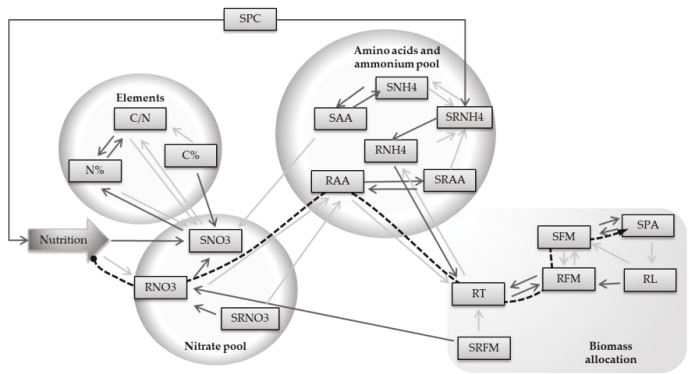 SPC
Amino acids and
ammonium pool
SNH4
Elements
C/N
SAA
SRNH4
RNH4
C%
N%
RAA
SRAA
SPA
SFM
Nutrition
SNO3
RNO3
RT
RFM
RL
SRNO3
Nitrate pool
SRFM
Biomass
allocation